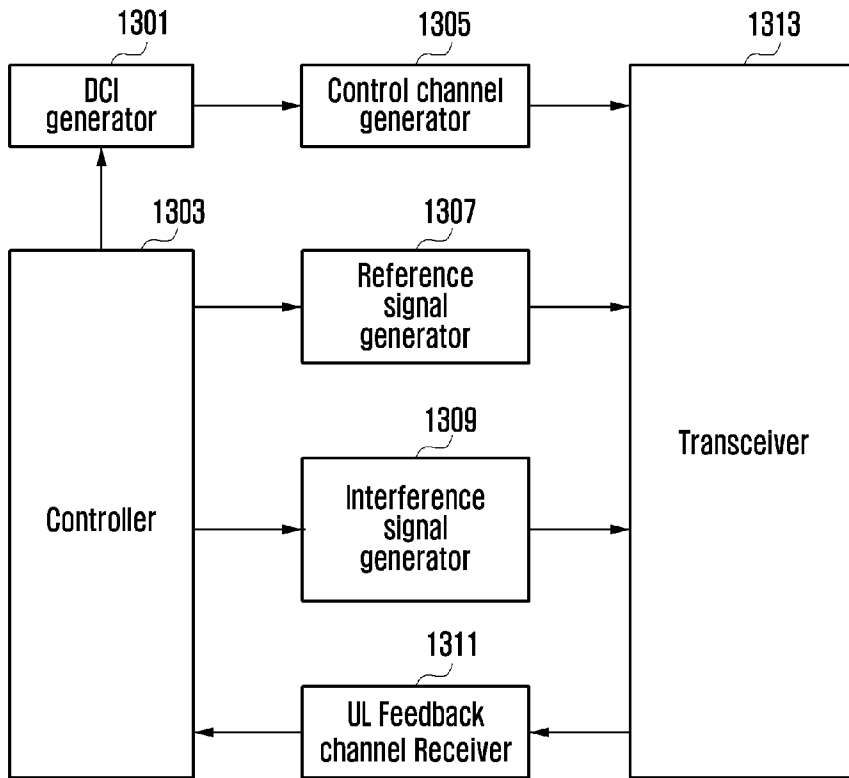 1301
1305
1313
DCI
generator
Control channel
generator
1303
1307
Reference
signal
generator
1309
Controller
Interference
signal
generator
Transceiver
1311
UL Feedback
channel Receiver